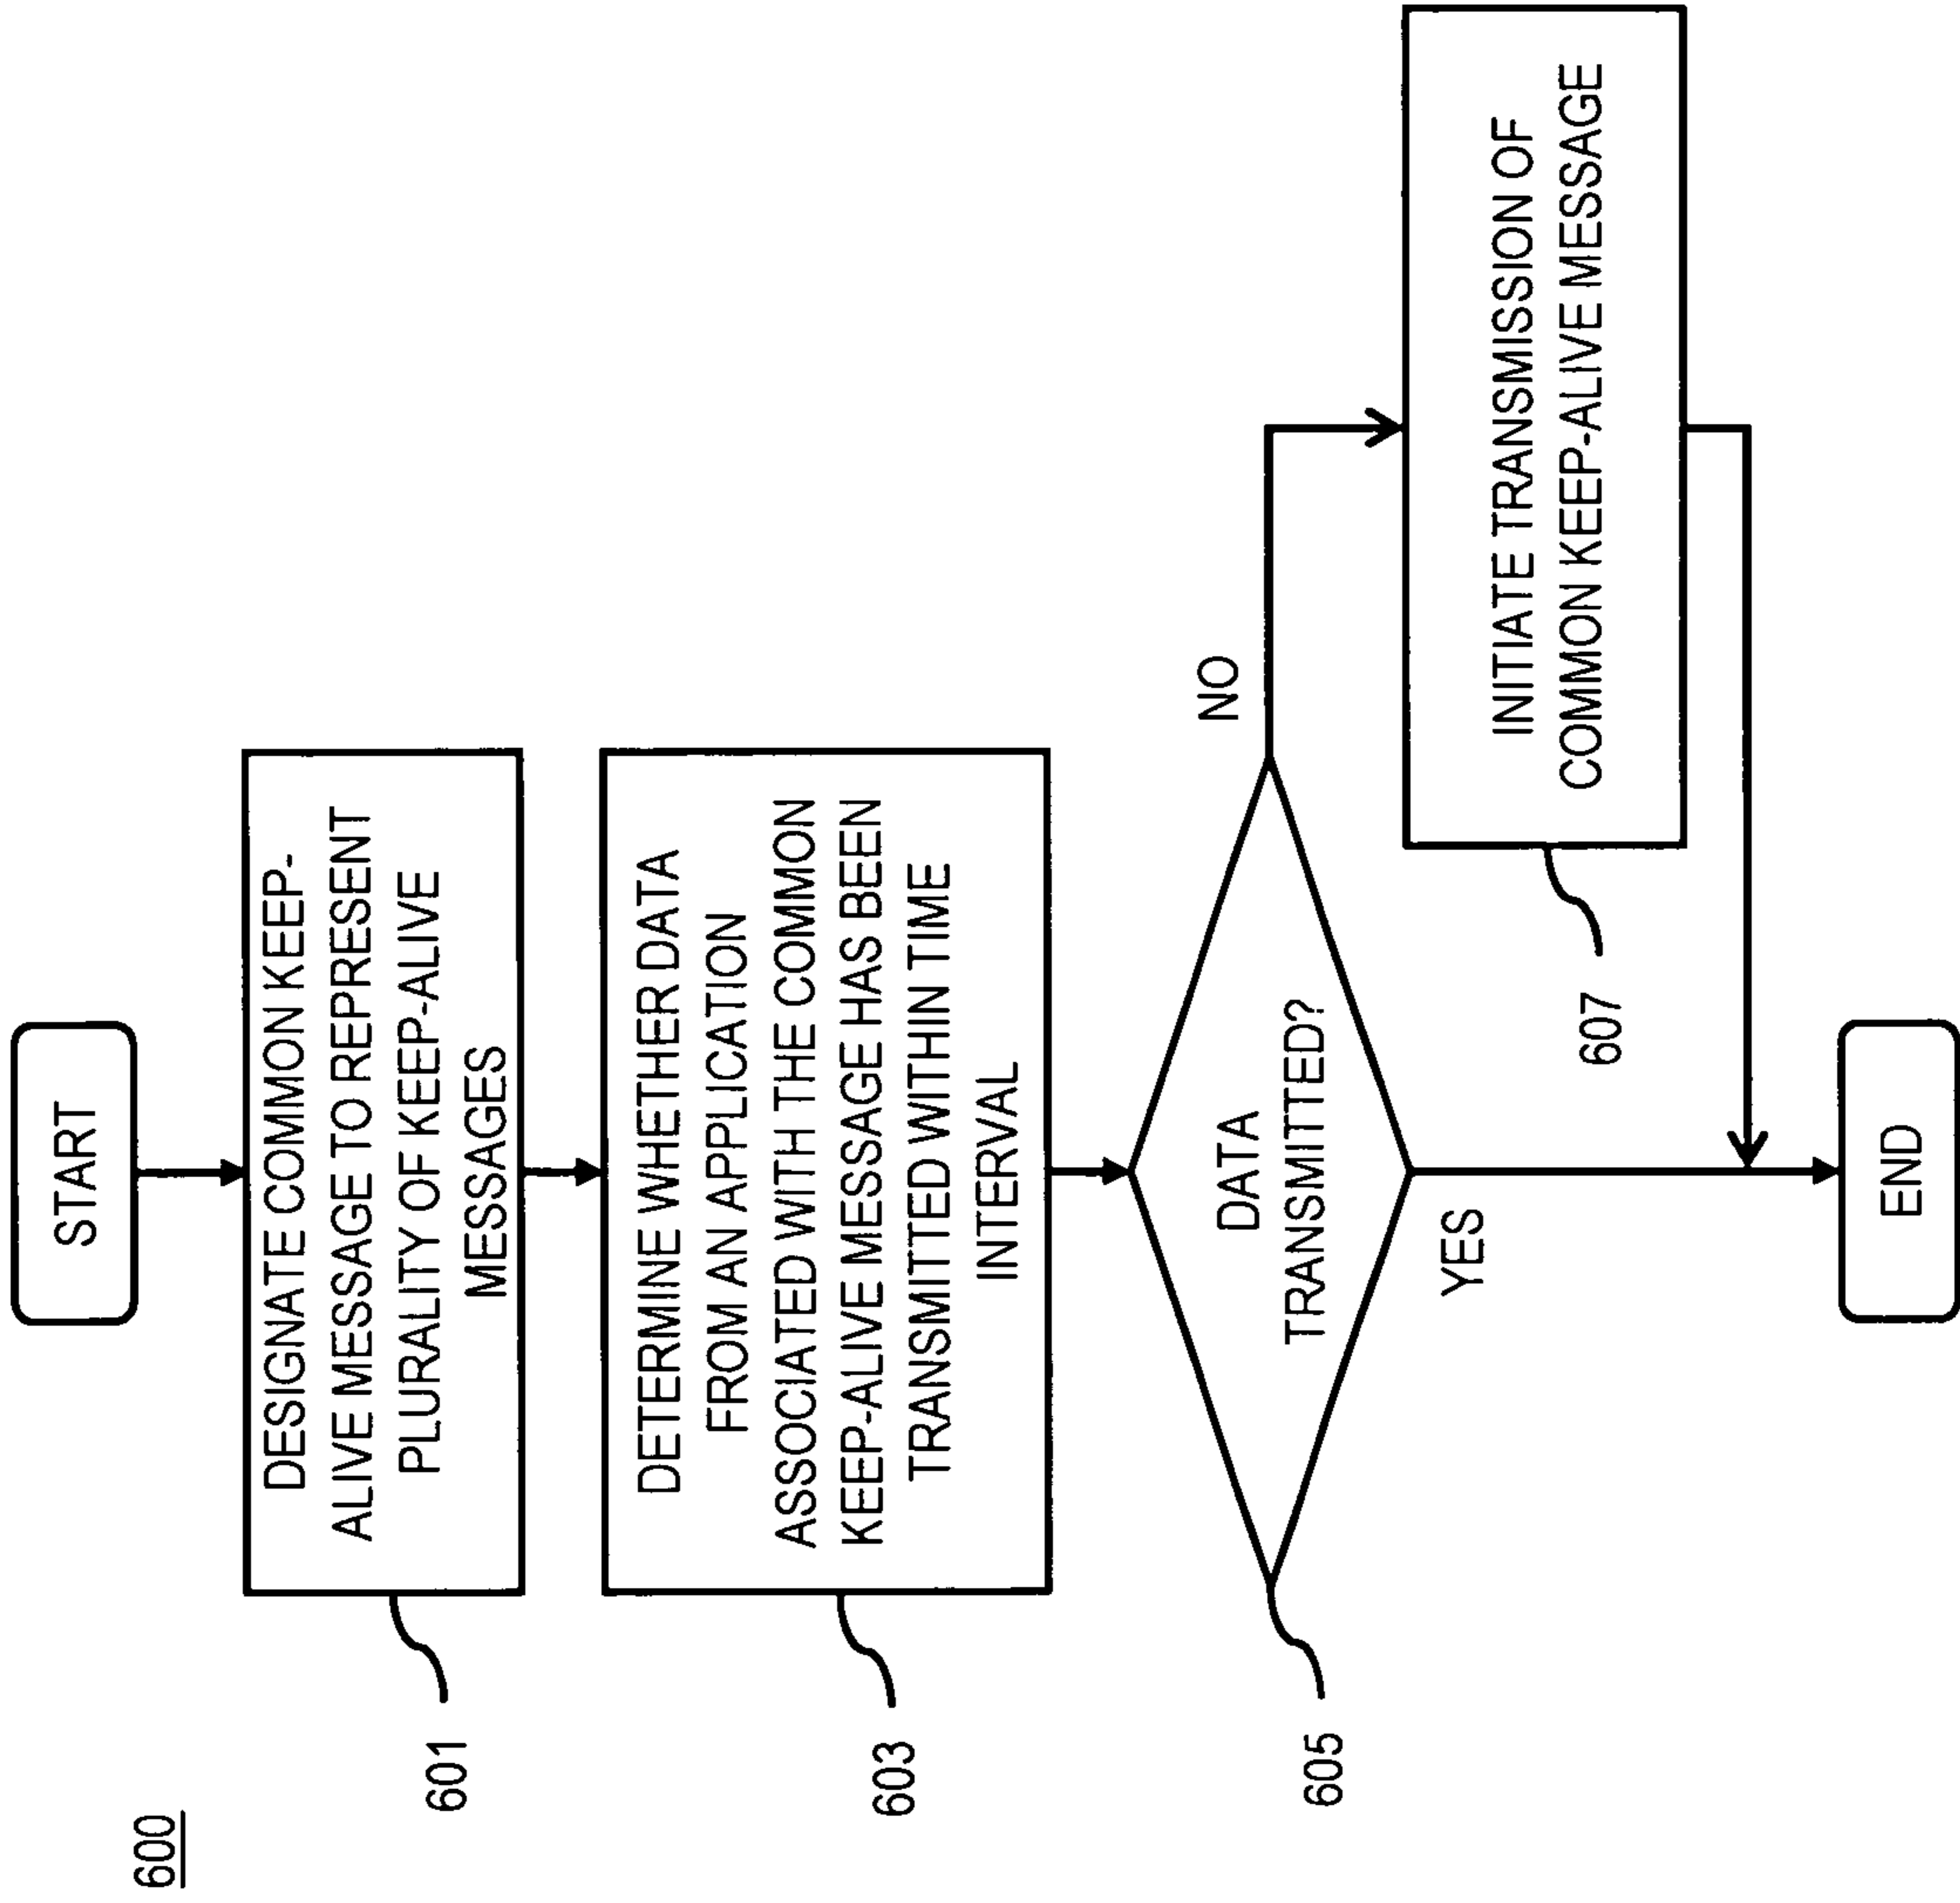 600
START
DESIGNATE COMMON KEEP-
ALIVE MESSAGE TO REPRESENT
PLURALITY OF KEEP-ALIVE
MESSAGES
601
DETERMINE WHETHER DATA
FROM AN APPLICATION
ASSOCIATED WITH THE COMMON
KEEP-ALIVE MESSAGE HAS BEEN
TRANSMITTED WITHIN TIME
INTERVAL
603
DATA
TRANSMITTED?
605
NO
YES
INITIATE TRANSMISSION OF
COMMON KEEP-ALIVE MESSAGE
607
END